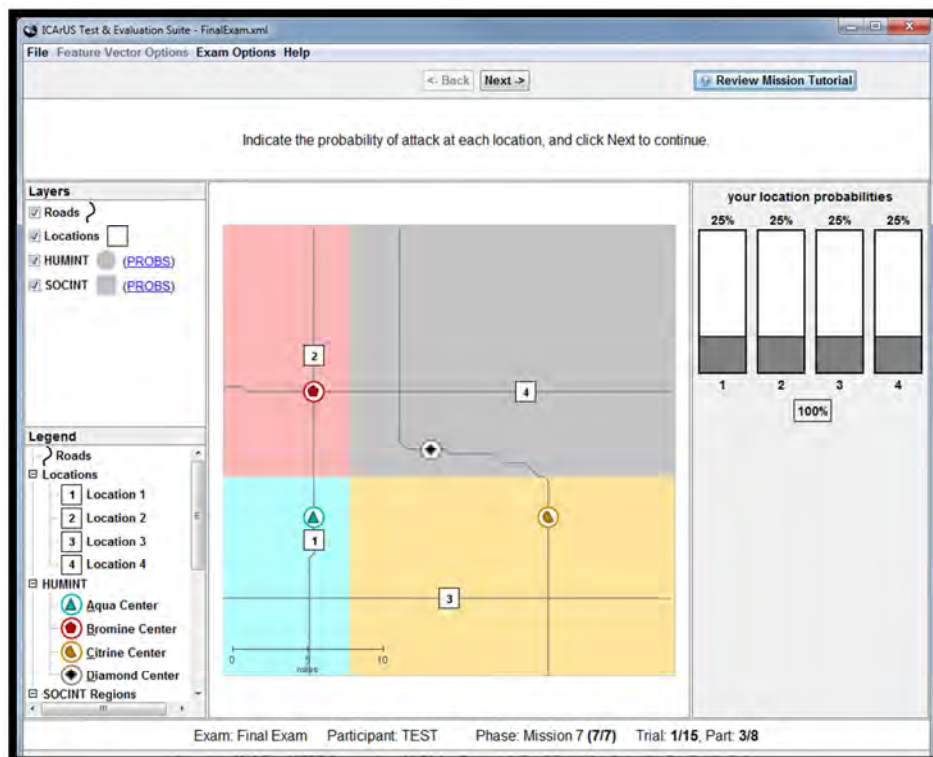 ICArUS Test & Evaluation Suite - FinalExam.xml
File Feature Vector Options Exam Options Help
<- Back Next -> Review Mission Tutorial
Indicate the probability of attack at each location, and click Next to continue.
Layers
Roads
Locations
HUMINT (PROBS)
SOCINT (PROBS)
Legend
Roads
Locations
1 Location 1
2 Location 2
3 Location 3
4 Location 4
HUMINT
Aqua Center
Bromine Center
Citrine Center
Diamond Center
SOCINT Regions
2
4
1
3
0 5 10
miles
your location probabilities
25% 25% 25% 25%
1 2 3 4
100%
Exam: Final Exam Participant: TEST Phase: Mission 7 (7/7) Trial: 1/15, Part: 3/8